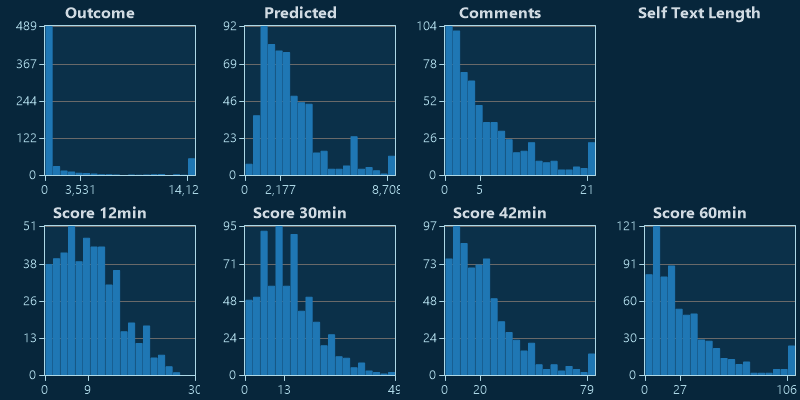 Outcome Predicted Comments Self Text Length
489 92 104
367 69 78
244 46 52
122 23 26
0 0 0
0 3,531 14,12 0 2,177 8,708 0 5 21
Score 12min Score 30min Score 42min Score 60min
51 95 97 121
38 71 73 91
26 48 48 60
13 24 24 30
0 0 0 0
0 9 30 0 13 49 0 20 79 0 27 106